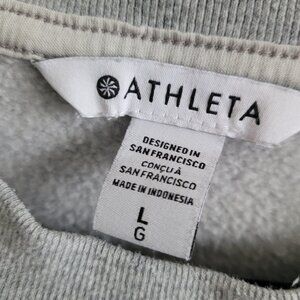 ATHLETA
DESIGNED IN
SAN FRANCISCO
CONÇU À
SAN FRANCISCO
MADE IN INDONESIA
L
G